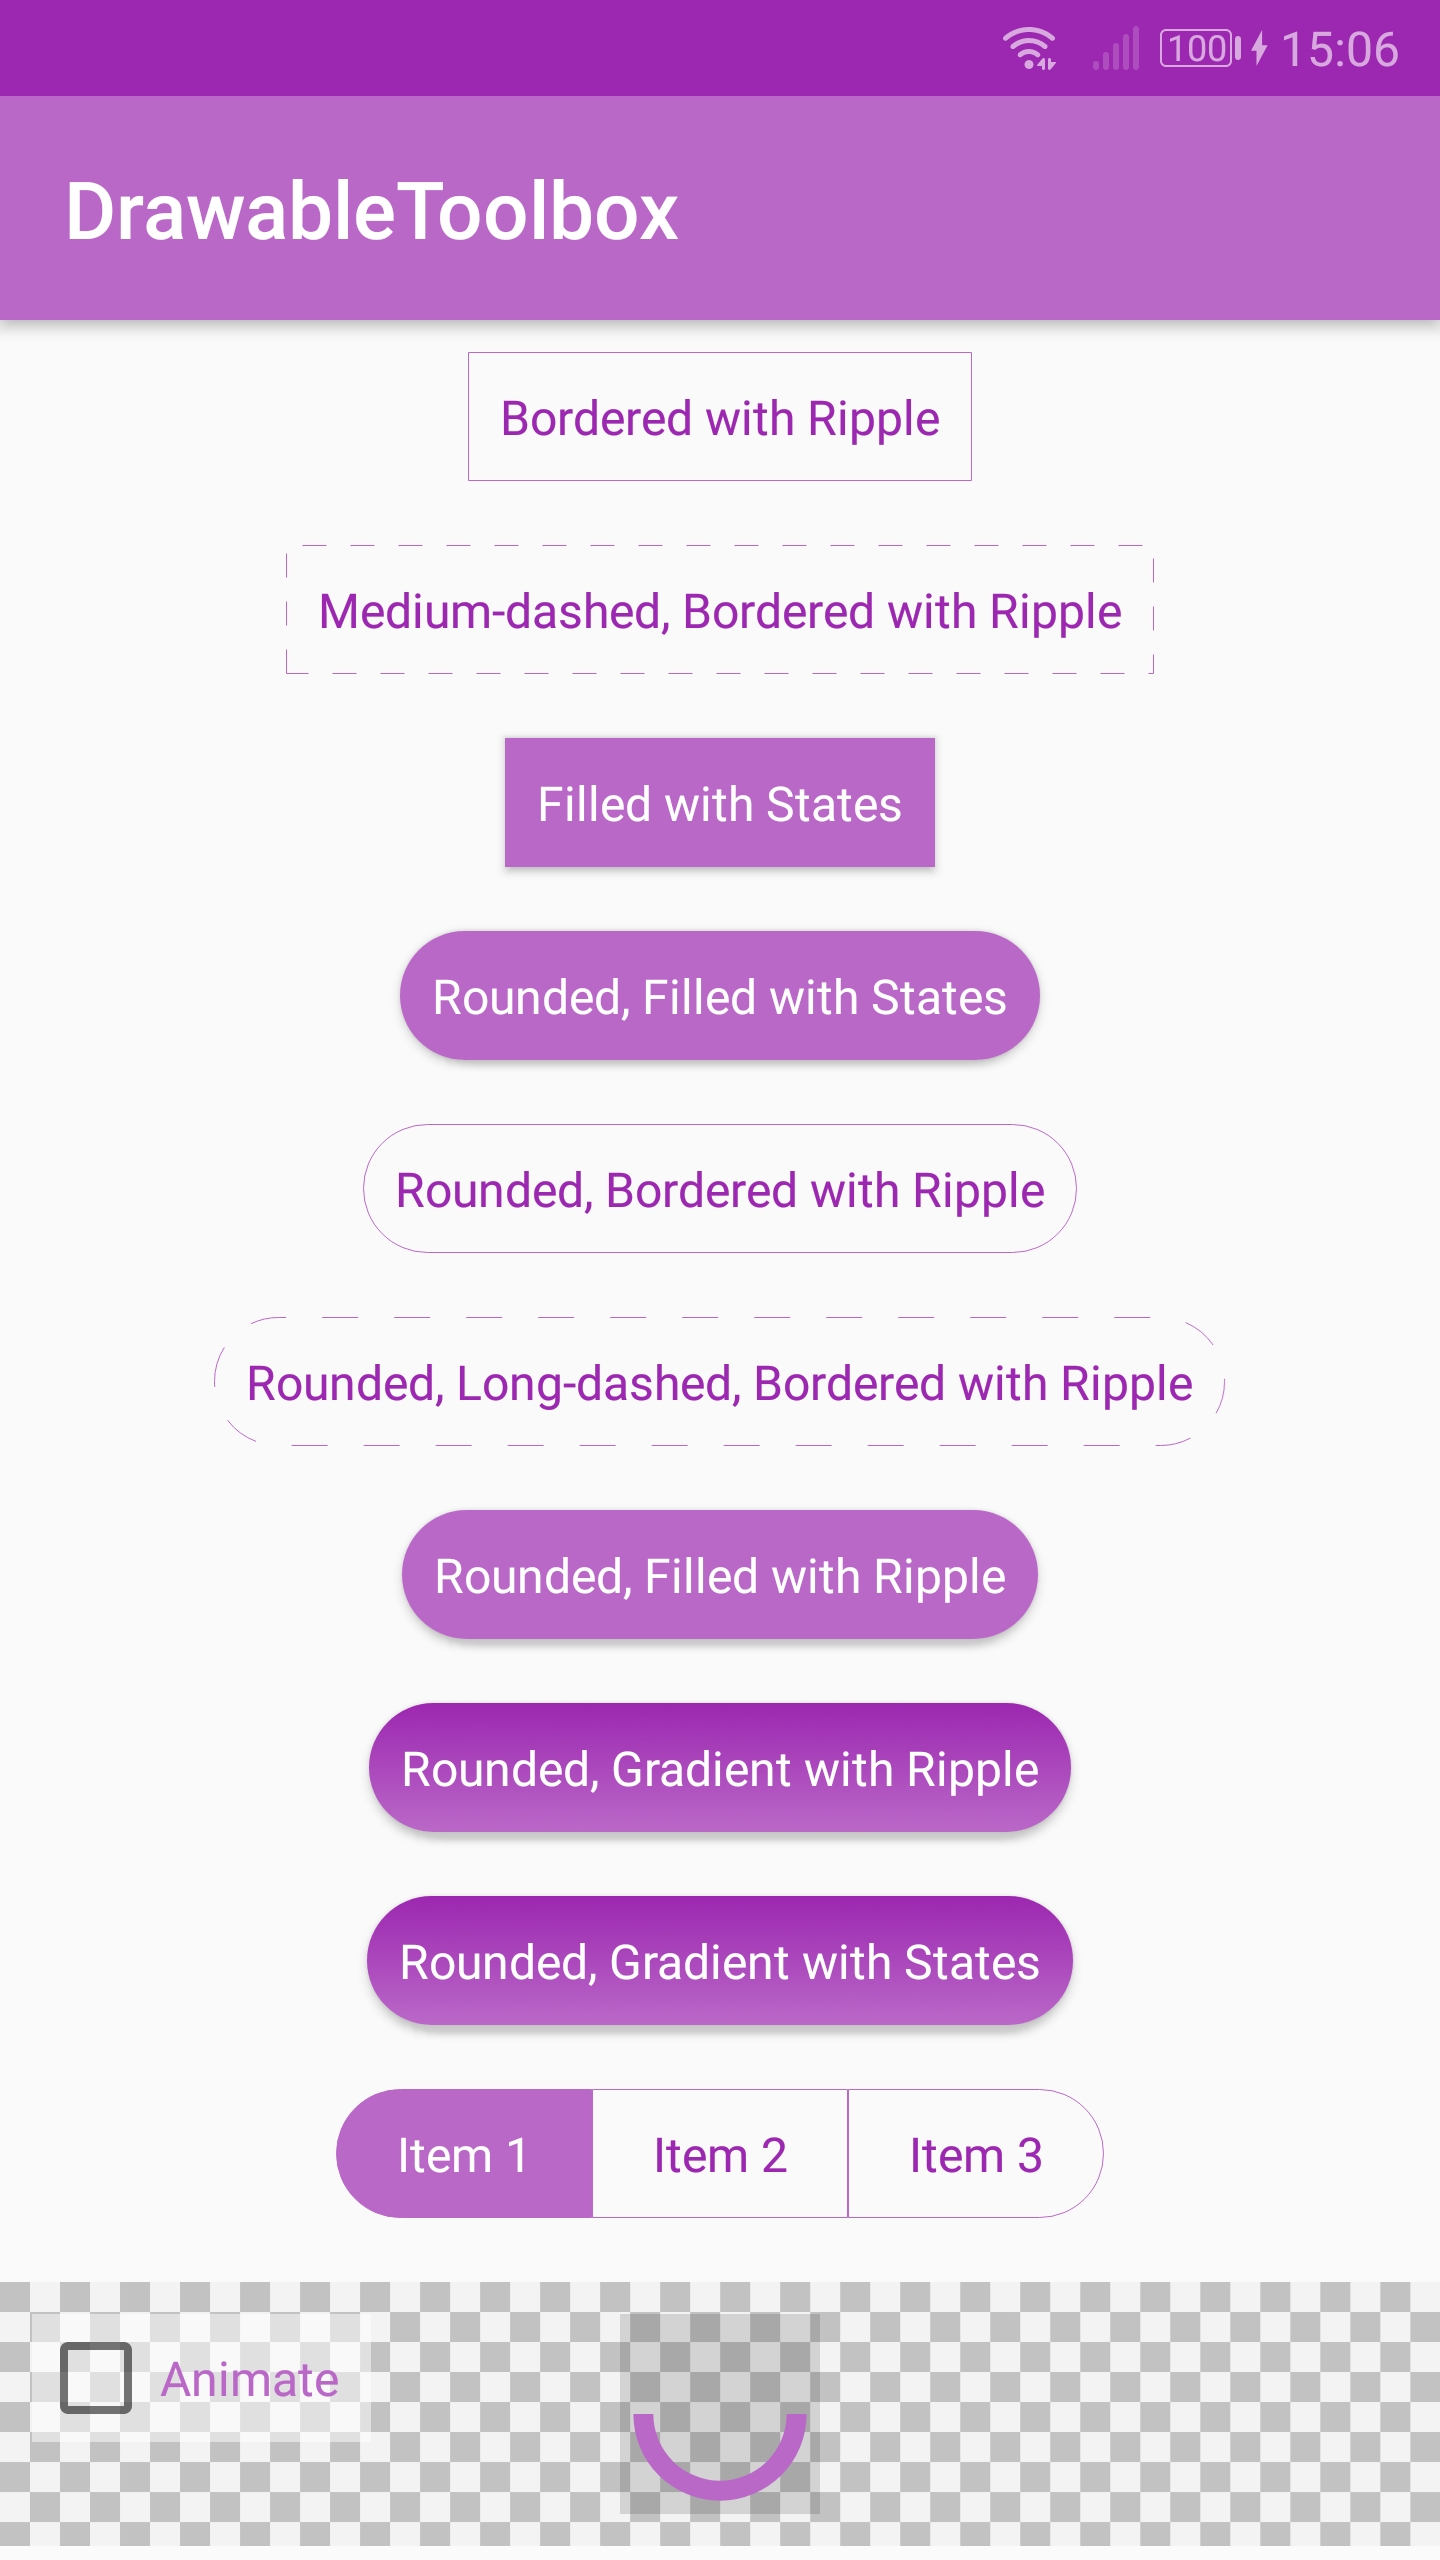 100 15:06
DrawableToolbox
Bordered with Ripple
Medium-dashed, Bordered with Ripple
Filled with States
Rounded, Filled with States
Rounded, Bordered with Ripple
Rounded, Long-dashed, Bordered with Ripple
Rounded, Filled with Ripple
Rounded, Gradient with Ripple
Rounded, Gradient with States
Item 1 Item 2 Item 3
Animate